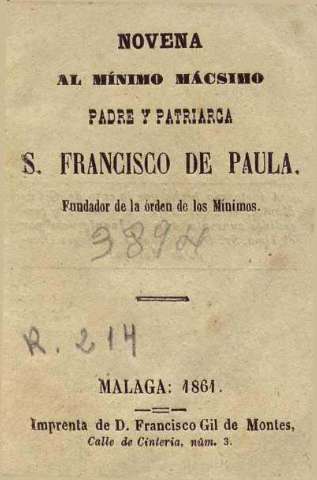 NOVENA
AL MÍNIMO MÁCSIMO
PADRE Y PATRIARCA
S. FRANCISCO DE PAULA.
Fundador de la órden de los Mínimos.
3894
R. 214
MALAGA: 1861.
Imprenta de D. Francisco Gil de Montes,
Calle de Cinteria, núm. 3.